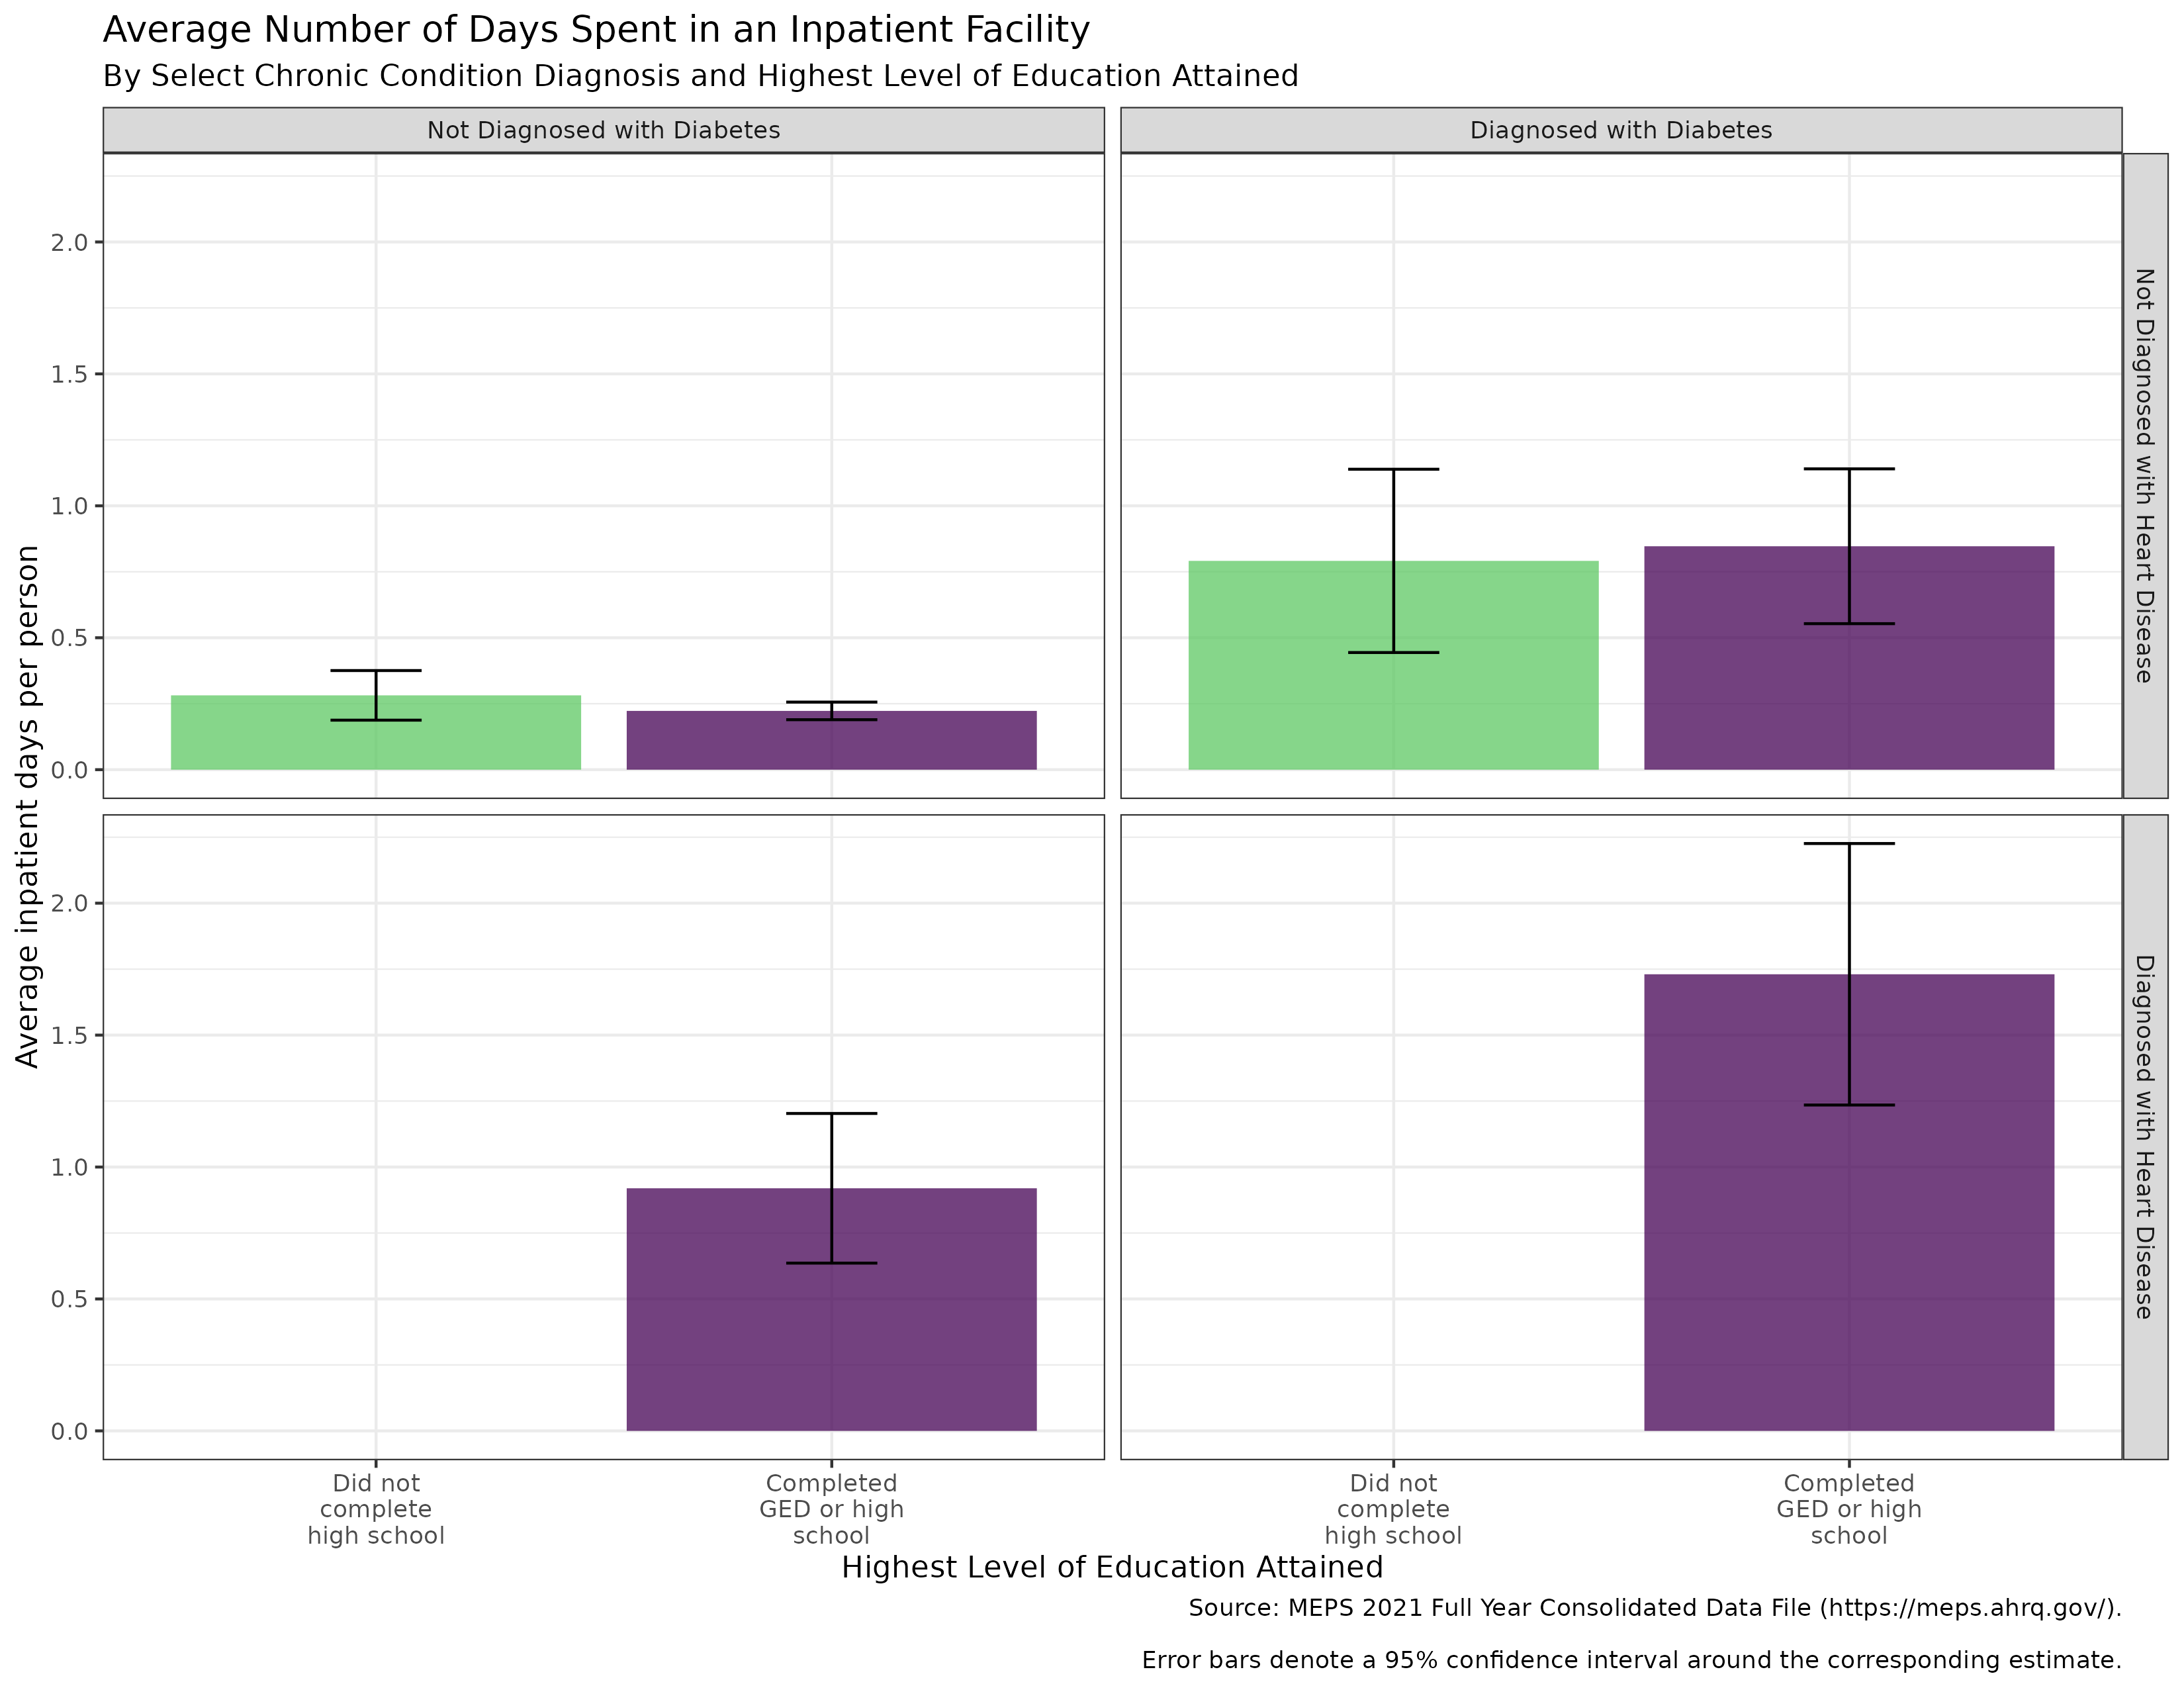 Average Number of Days Spent in an Inpatient Facility
By Select Chronic Condition Diagnosis and Highest Level of Education Attained
Not Diagnosed with Diabetes
Diagnosed with Diabetes
Not Diagnosed with Heart Disease
Diagnosed with Heart Disease
Average inpatient days per person
2.0
1.5
1.0
0.5
0.0
2.0
1.5
1.0
0.5
0.0
Did not
complete
high school
Completed
GED or high
school
Did not
complete
high school
Completed
GED or high
school
Highest Level of Education Attained
Source: MEPS 2021 Full Year Consolidated Data File (https://meps.ahrq.gov/).
Error bars denote a 95% confidence interval around the corresponding estimate.